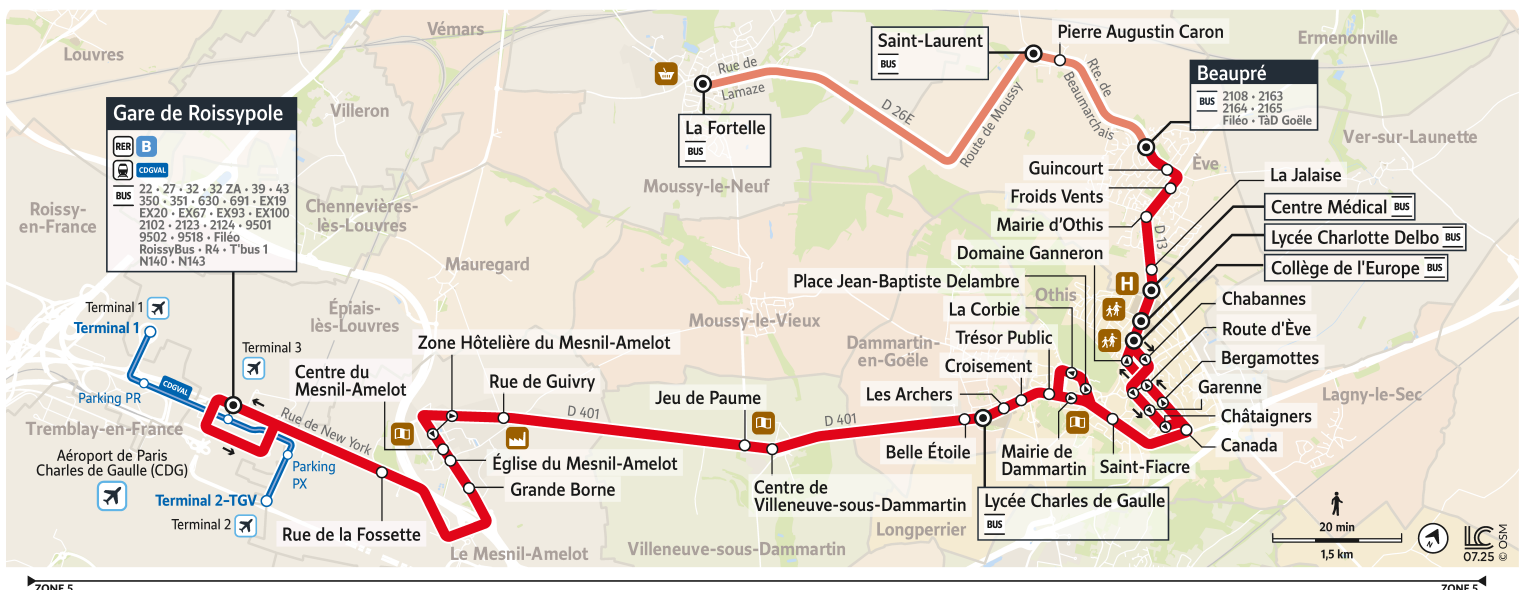 Louvres
Vémars
Villeron
Roissy-
en-France
Chennevières-
lès-Louvres
Mauregard
Épiais-
lès-Louvres
Moussy-le-Neuf
Moussy-le-Vieux
Ermenonville
Ver-sur-Launette
Ève
Othis
Dammartin-
en-Goële
Lagny-le-Sec
Tremblay-en-France
Le Mesnil-Amelot
Villeneuve-sous-Dammartin
Longperrier
Gare de Roissypole
RER B
CDGVAL
BUS
22 • 27 • 32 • 32 ZA • 39 • 43
350 • 351 • 630 • 691 • EX19
EX20 • EX67 • EX93 • EX100
2102 • 2123 • 2124 • 9501
9502 • 9518 • Filéo
RoissyBus • R4 • T'bus 1
N140 • N143
Terminal 1
Terminal 1
CDGVAL
Parking PR
Terminal 3
Aéroport de Paris
Charles de Gaulle (CDG)
Parking
PX
Terminal 2-TGV
Terminal 2
Rue de New York
Rue de la Fossette
Centre du
Mesnil-Amelot
Zone Hôtelière du Mesnil-Amelot
Rue de Guivry
Église du Mesnil-Amelot
Grande Borne
D 401
Jeu de Paume
Centre de
Villeneuve-sous-Dammartin
D 401
Belle Étoile
Lycée Charles de Gaulle
BUS
Les Archers
Croisement
Trésor Public
La Corbie
Place Jean-Baptiste Delambre
Domaine Ganneron
Mairie de
Dammartin
Saint-Fiacre
Canada
Châtaigners
Garenne
Bergamottes
Route d'Ève
Chabannes
Collège de l'Europe BUS
Lycée Charlotte Delbo BUS
Centre Médical BUS
La Jalaise
H
D 13
Mairie d'Othis
Froids Vents
Guincourt
Beaupré
BUS
2108 • 2163
2164 • 2165
Filéo • TàD Goële
Rte. de
Beaumarchais
Pierre Augustin Caron
Saint-Laurent
BUS
Route de Moussy
D 26E
Rue de
Lamaze
La Fortelle
BUS
20 min
1,5 km
LC
07.25
© OSM
ZONE 5
ZONE 5